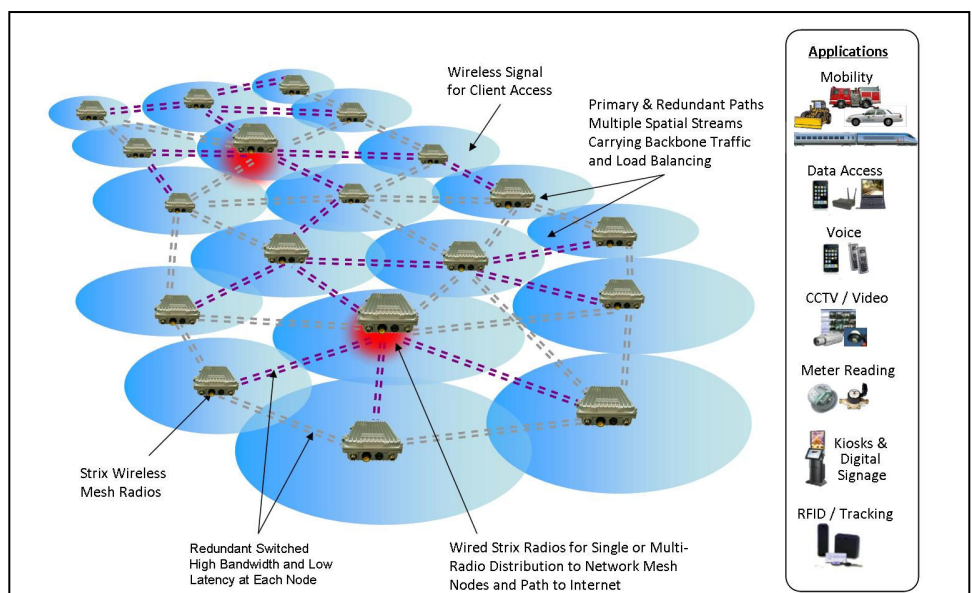 Wireless Signal
for Client Access
Primary & Redundant Paths
Multiple Spatial Streams
Carrying Backbone Traffic
and Load Balancing
Strix Wireless
Mesh Radios
Redundant Switched
High Bandwidth and Low
Latency at Each Node
Wired Strix Radios for Single or Multi-
Radio Distribution to Network Mesh
Nodes and Path to Internet
Applications
Mobility
Data Access
Voice
CCTV / Video
Meter Reading
Kiosks &
Digital
Signage
RFID / Tracking